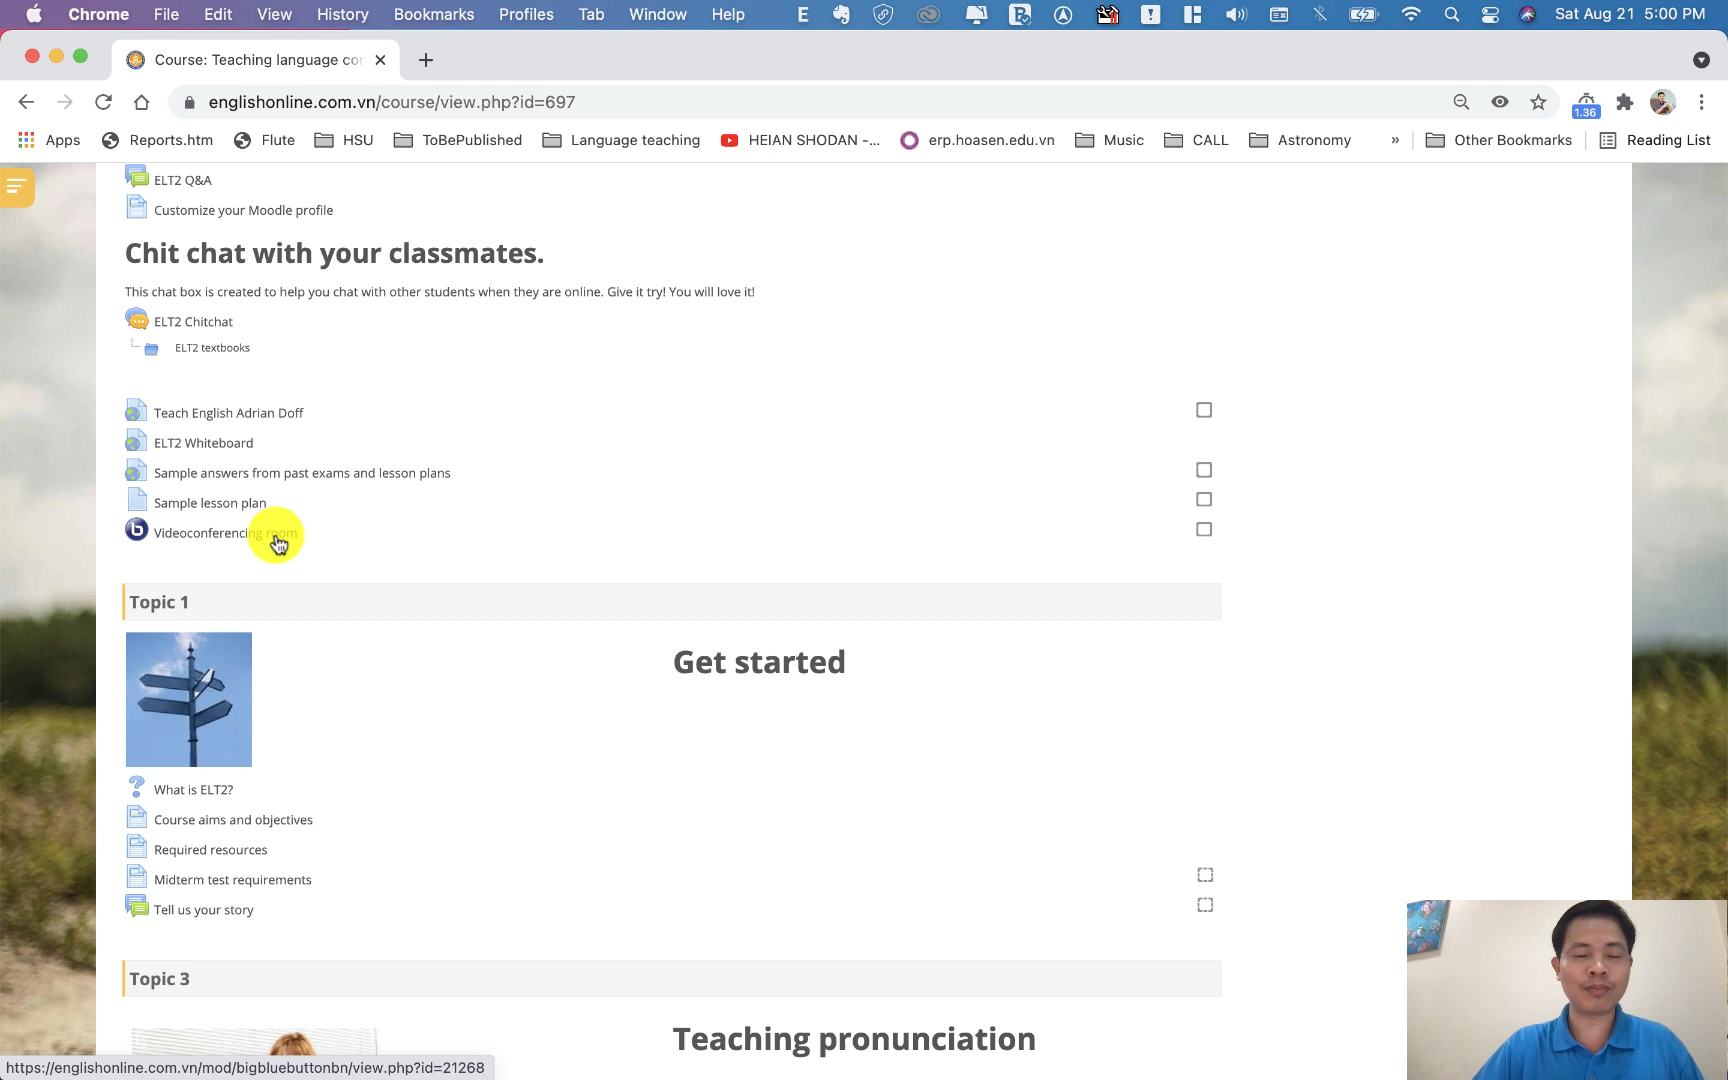 Chrome File Edit View History Bookmarks Profiles Tab Window Help Sat Aug 21 5:00 PM
Course: Teaching language cor
englishonline.com.vn/course/view.php?id=697
1.36
Apps Reports.htm Flute HSU ToBePublished Language teaching HEIAN SHODAN -... erp.hoasen.edu.vn Music CALL Astronomy » Other Bookmarks Reading List
ELT2 Q&A
Customize your Moodle profile
Chit chat with your classmates.
This chat box is created to help you chat with other students when they are online. Give it try! You will love it!
ELT2 Chitchat
ELT2 textbooks
Teach English Adrian Doff
ELT2 Whiteboard
Sample answers from past exams and lesson plans
Sample lesson plan
Videoconferencing room
Topic 1
Get started
What is ELT2?
Course aims and objectives
Required resources
Midterm test requirements
Tell us your story
Topic 3
Teaching pronunciation
https://englishonline.com.vn/mod/bigbluebuttonbn/view.php?id=21268